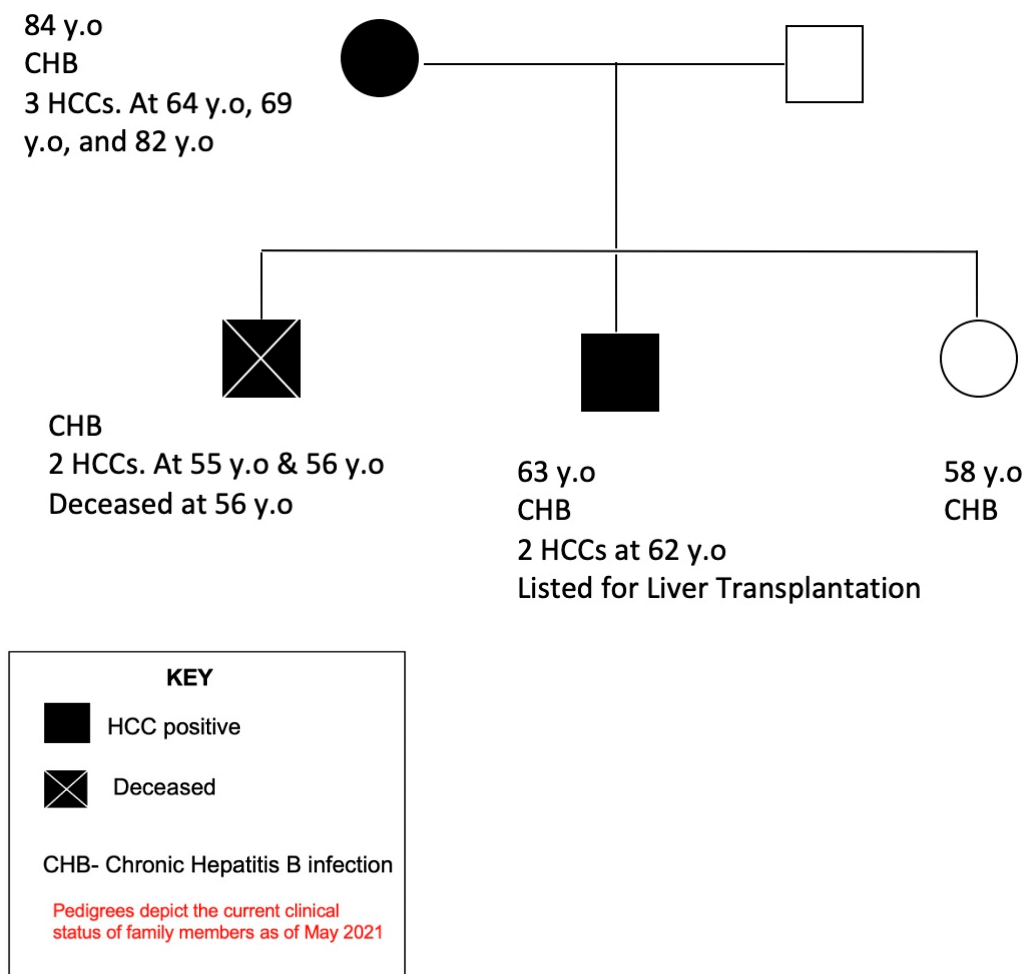 84 y.o
CHB
3 HCCs. At 64 y.o, 69
y.o, and 82 y.o
CHB
2 HCCs. At 55 y.o & 56 y.o
Deceased at 56 y.o
63 y.o
CHB
2 HCCs at 62 y.o
Listed for Liver Transplantation
58 y.o
CHB
KEY
HCC positive
Deceased
CHB- Chronic Hepatitis B infection
Pedigrees depict the current clinical
status of family members as of May 2021